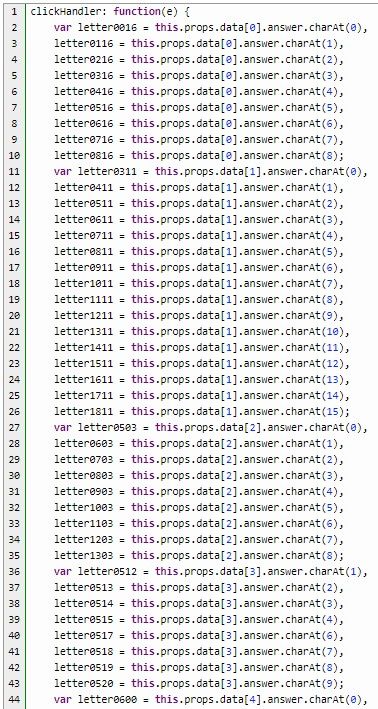 1 clickHandler: function(e) {
2 var letter0016 = this.props.data[0].answer.charAt(0),
3 letter0116 = this.props.data[0].answer.charAt(1),
4 letter0216 = this.props.data[0].answer.charAt(2),
5 letter0316 = this.props.data[0].answer.charAt(3),
6 letter0416 = this.props.data[0].answer.charAt(4),
7 letter0516 = this.props.data[0].answer.charAt(5),
8 letter0616 = this.props.data[0].answer.charAt(6),
9 letter0716 = this.props.data[0].answer.charAt(7),
10 letter0816 = this.props.data[0].answer.charAt(8);
11 var letter0311 = this.props.data[1].answer.charAt(0),
12 letter0411 = this.props.data[1].answer.charAt(1),
13 letter0511 = this.props.data[1].answer.charAt(2),
14 letter0611 = this.props.data[1].answer.charAt(3),
15 letter0711 = this.props.data[1].answer.charAt(4),
16 letter0811 = this.props.data[1].answer.charAt(5),
17 letter0911 = this.props.data[1].answer.charAt(6),
18 letter1011 = this.props.data[1].answer.charAt(7),
19 letter1111 = this.props.data[1].answer.charAt(8),
20 letter1211 = this.props.data[1].answer.charAt(9),
21 letter1311 = this.props.data[1].answer.charAt(10),
22 letter1411 = this.props.data[1].answer.charAt(11),
23 letter1511 = this.props.data[1].answer.charAt(12),
24 letter1611 = this.props.data[1].answer.charAt(13),
25 letter1711 = this.props.data[1].answer.charAt(14),
26 letter1811 = this.props.data[1].answer.charAt(15);
27 var letter0503 = this.props.data[2].answer.charAt(0),
28 letter0603 = this.props.data[2].answer.charAt(1),
29 letter0703 = this.props.data[2].answer.charAt(2),
30 letter0803 = this.props.data[2].answer.charAt(3),
31 letter0903 = this.props.data[2].answer.charAt(4),
32 letter1003 = this.props.data[2].answer.charAt(5),
33 letter1103 = this.props.data[2].answer.charAt(6),
34 letter1203 = this.props.data[2].answer.charAt(7),
35 letter1303 = this.props.data[2].answer.charAt(8);
36 var letter0512 = this.props.data[3].answer.charAt(1),
37 letter0513 = this.props.data[3].answer.charAt(2),
38 letter0514 = this.props.data[3].answer.charAt(3),
39 letter0515 = this.props.data[3].answer.charAt(4),
40 letter0517 = this.props.data[3].answer.charAt(6),
41 letter0518 = this.props.data[3].answer.charAt(7),
42 letter0519 = this.props.data[3].answer.charAt(8),
43 letter0520 = this.props.data[3].answer.charAt(9);
44 var letter0600 = this.props.data[4].answer.charAt(0),